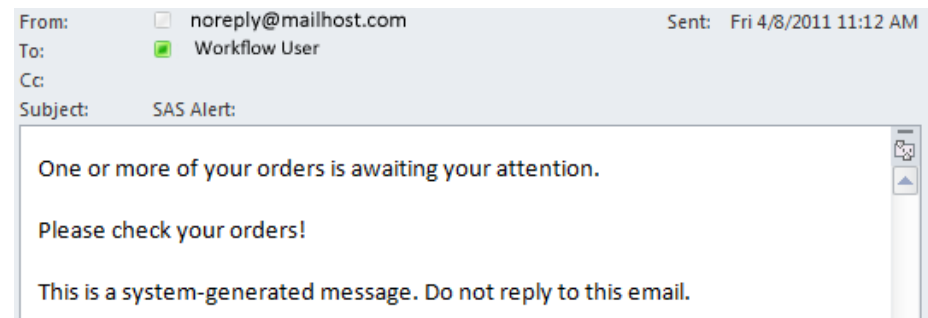 From: noreply@mailhost.com Sent: Fri 4/8/2011 11:12 AM
To: Workflow User
Cc:
Subject: SAS Alert:
One or more of your orders is awaiting your attention.
Please check your orders!
This is a system-generated message. Do not reply to this email.